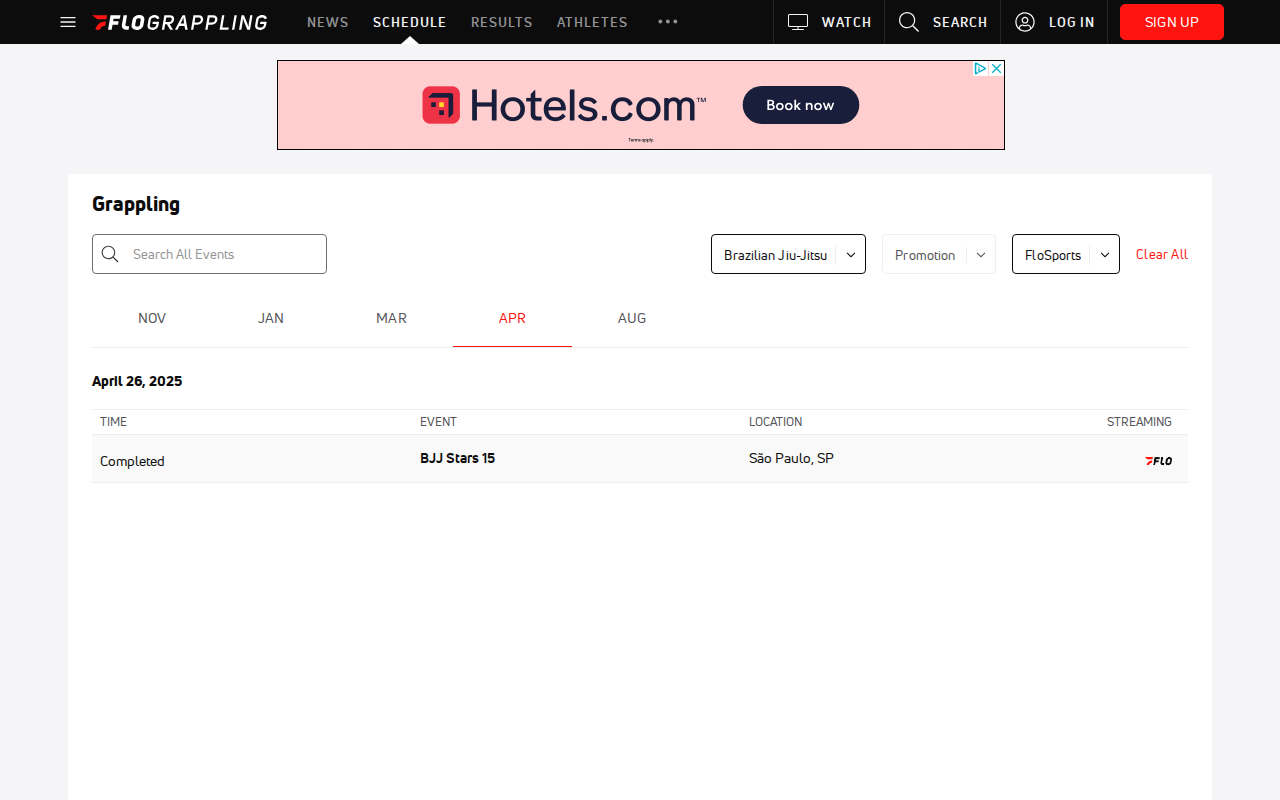 FLOGRAPPLING NEWS SCHEDULE RESULTS ATHLETES ••• WATCH SEARCH LOG IN SIGN UP
Hotels.com™ Book now
Terms apply.
Grappling
Search All Events Brazilian Jiu-Jitsu Promotion FloSports Clear All
NOV JAN MAR APR AUG
April 26, 2025
TIME EVENT LOCATION STREAMING
Completed BJJ Stars 15 São Paulo, SP FLO